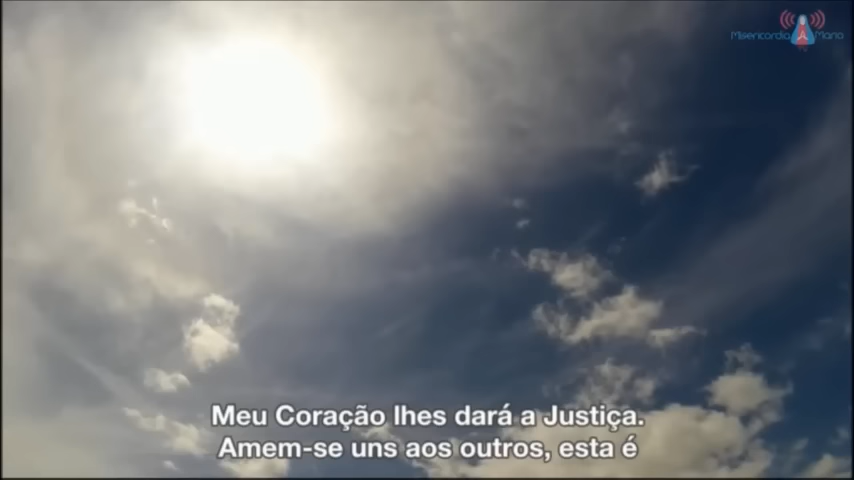 Misericordia Maria
Meu Coração lhes dará a Justiça.
Amem-se uns aos outros, esta é